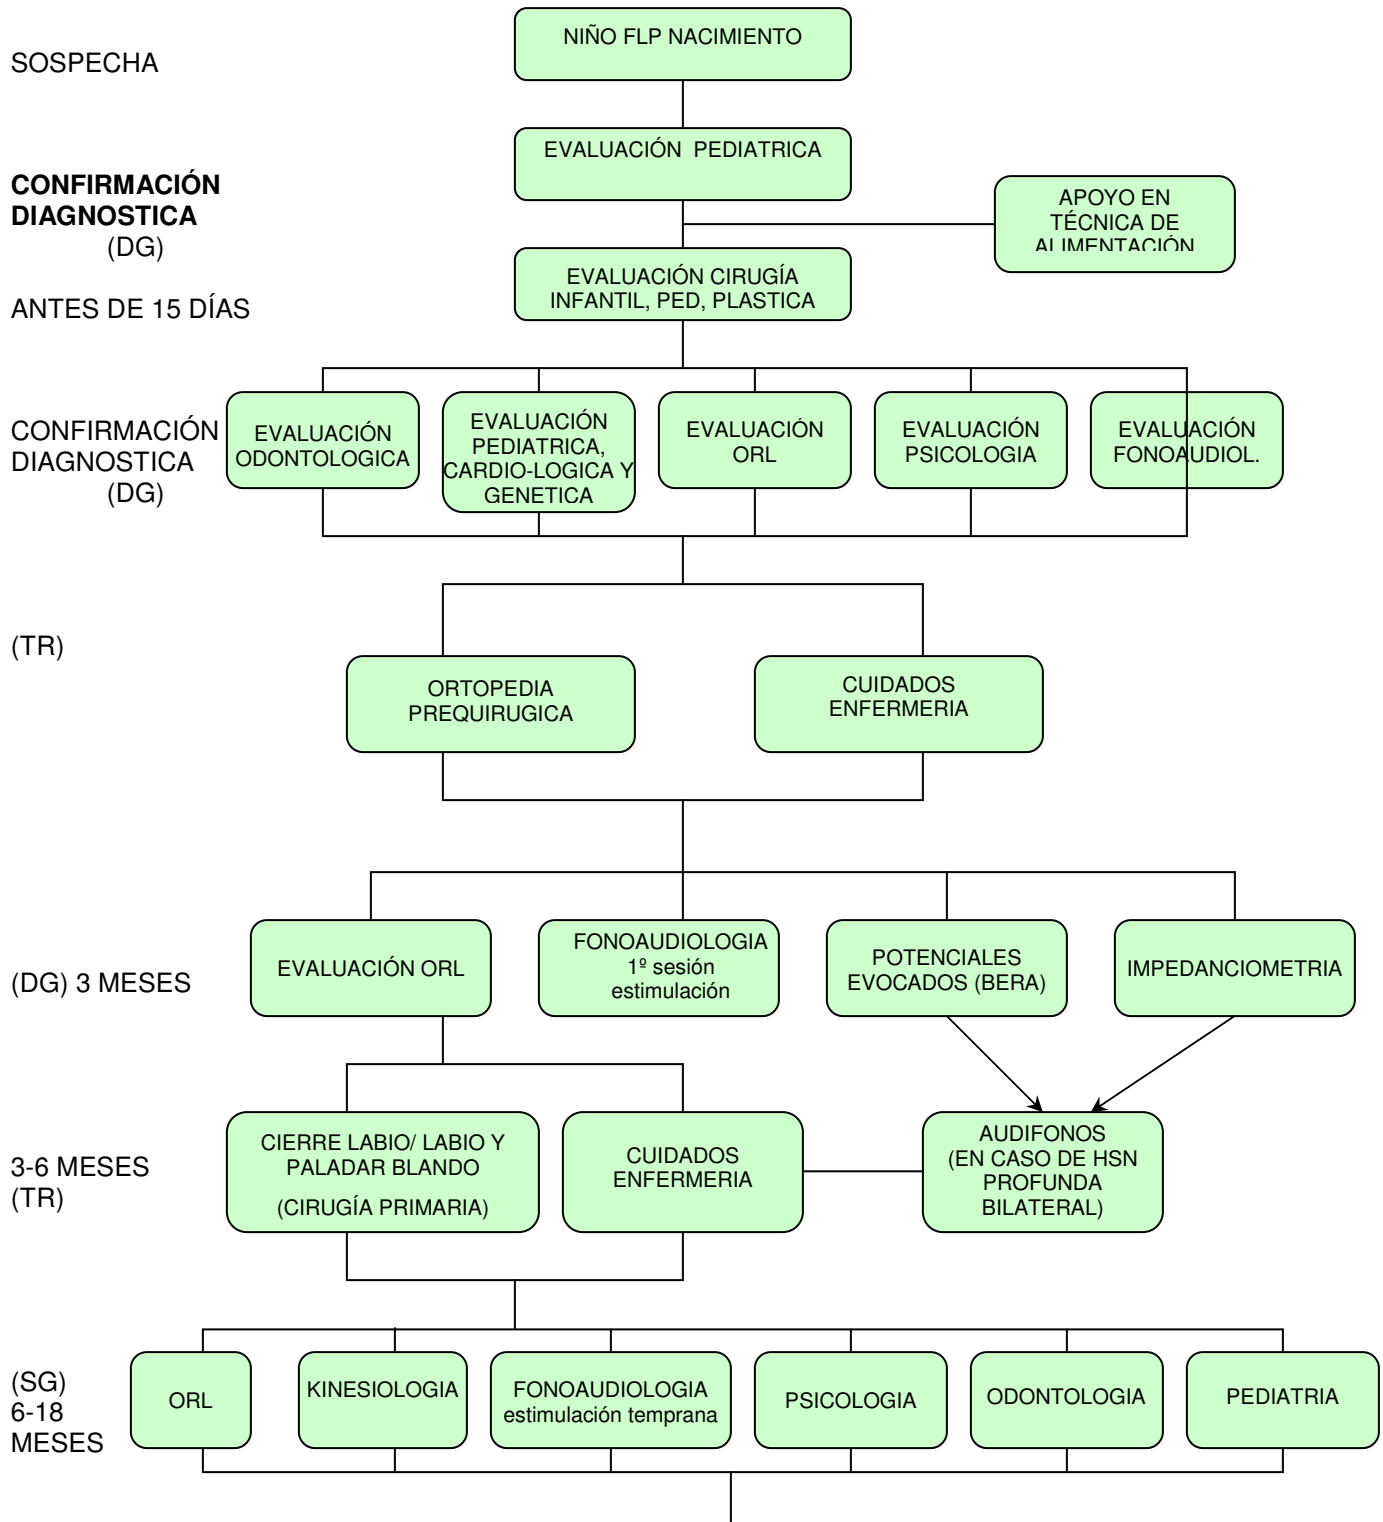 NIÑO FLP NACIMIENTO
SOSPECHA
EVALUACIÓN PEDIATRICA
CONFIRMACIÓN
DIAGNOSTICA
(DG)
APOYO EN
TÉCNICA DE
ALIMENTACIÓN
EVALUACIÓN CIRUGÍA
INFANTIL, PED, PLASTICA
ANTES DE 15 DÍAS
CONFIRMACIÓN
DIAGNOSTICA
(DG)
EVALUACIÓN
ODONTOLOGICA
EVALUACIÓN
PEDIATRICA,
CARDIO-LOGICA Y
GENETICA
EVALUACIÓN
ORL
EVALUACIÓN
PSICOLOGIA
EVALUACIÓN
FONOAUDIOL.
(TR)
ORTOPEDIA
PREQUIRUGICA
CUIDADOS
ENFERMERIA
(DG) 3 MESES
EVALUACIÓN ORL
FONOAUDIOLOGIA
1º sesión
estimulación
POTENCIALES
EVOCADOS (BERA)
IMPEDANCIOMETRIA
3-6 MESES
(TR)
CIERRE LABIO/ LABIO Y
PALADAR BLANDO
(CIRUGÍA PRIMARIA)
CUIDADOS
ENFERMERIA
AUDIFONOS
(EN CASO DE HSN
PROFUNDA
BILATERAL)
(SG)
6-18
MESES
ORL
KINESIOLOGIA
FONOAUDIOLOGIA
estimulación temprana
PSICOLOGIA
ODONTOLOGIA
PEDIATRIA